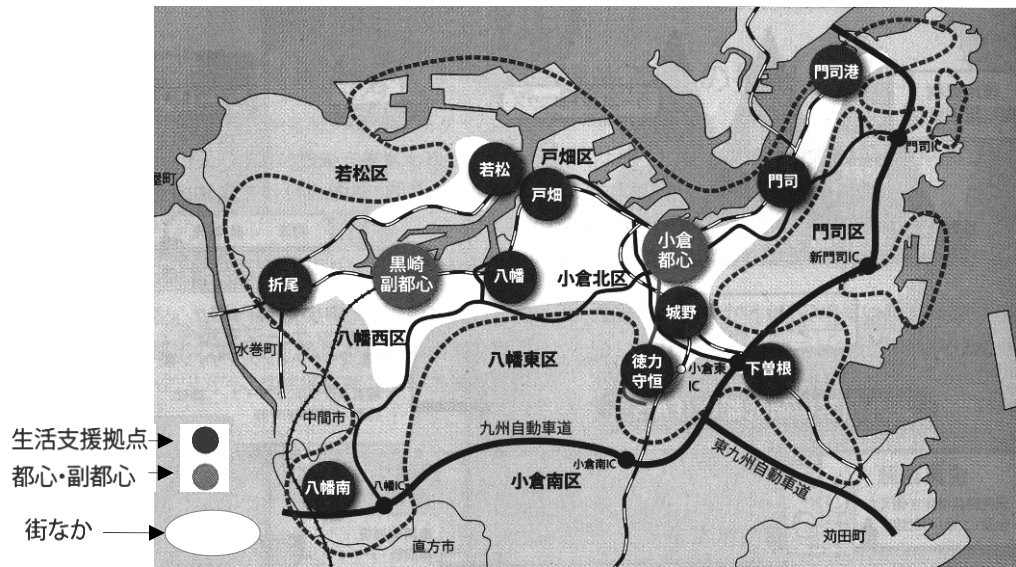 門司港
若松
戸畑区
門司IC
若松区
戸畑
門司
門司区
小倉
都心
新門司IC
黒崎
副都心
八幡
小倉北区
折尾
城野
八幡西区
水巻町
八幡東区
徳力
守恒
小倉東
IC
下曽根
中間市
生活支援拠点
九州自動車道
都心・副都心
小倉南IC
東九州自動車道
八幡南
八幡IC
小倉南区
街なか
直方市
苅田町